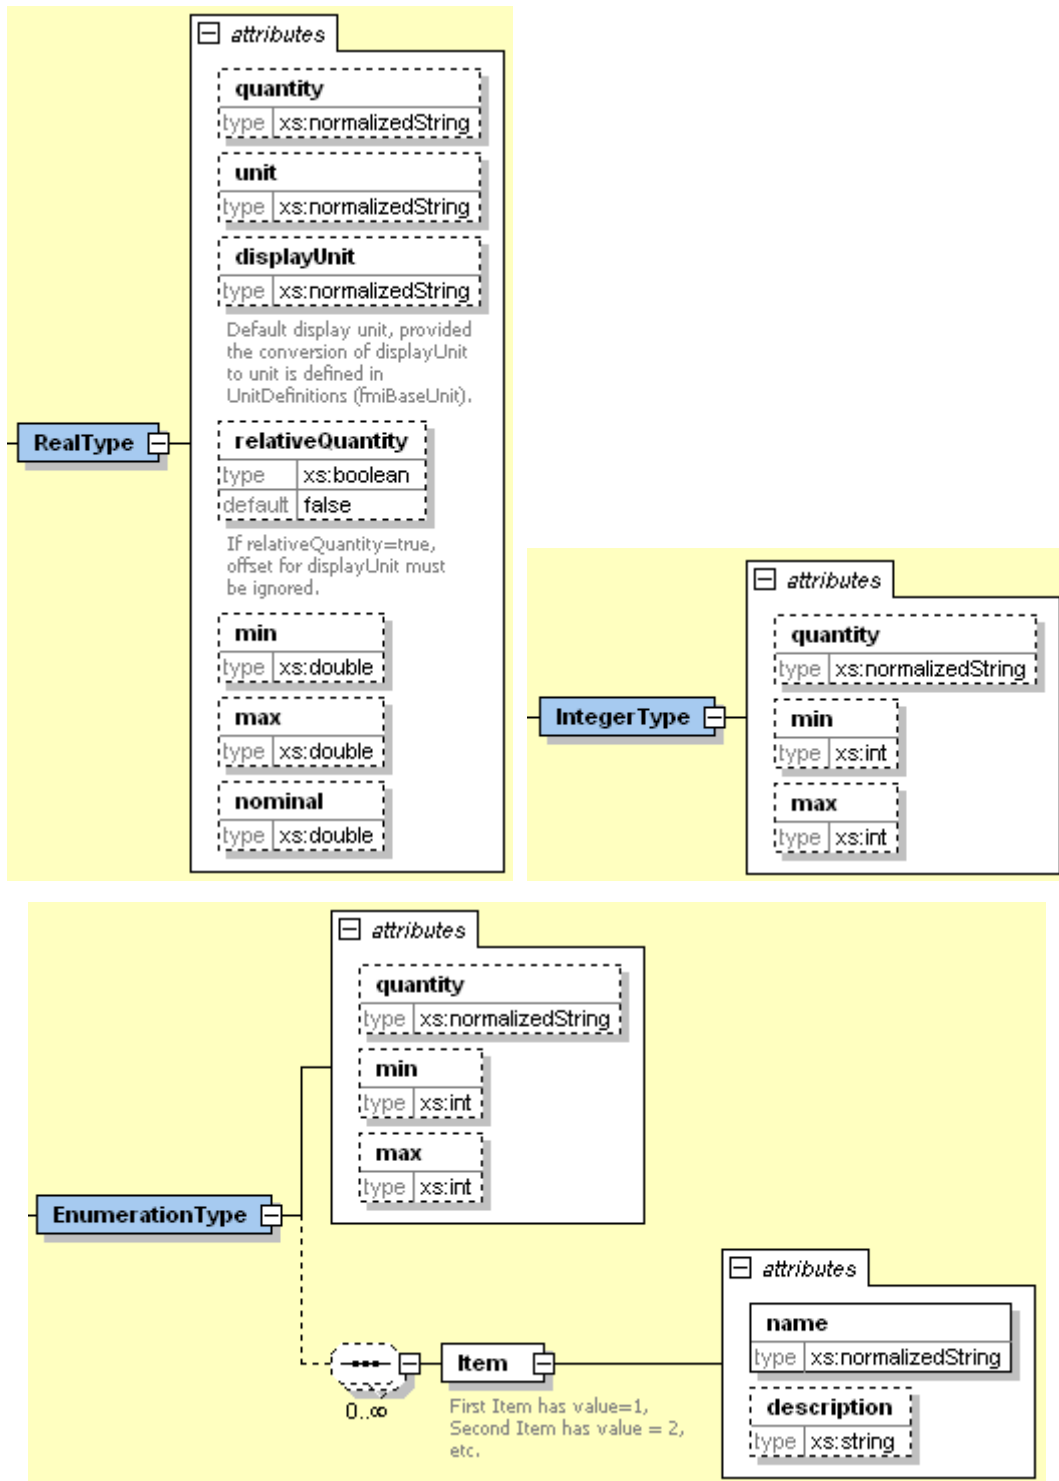 attributes
quantity
type xs:normalizedString
unit
type xs:normalizedString
displayUnit
type xs:normalizedString
Default display unit, provided
the conversion of displayUnit
to unit is defined in
UnitDefinitions (fmiBaseUnit).
RealType
relativeQuantity
type xs:boolean
default false
If relativeQuantity=true,
offset for displayUnit must
be ignored.
min
type xs:double
max
type xs:double
nominal
type xs:double
attributes
quantity
type xs:normalizedString
IntegerType
min
type xs:int
max
type xs:int
attributes
quantity
type xs:normalizedString
min
type xs:int
max
type xs:int
EnumerationType
0..∞
Item
First Item has value=1,
Second Item has value = 2,
etc.
attributes
name
type xs:normalizedString
description
type xs:string